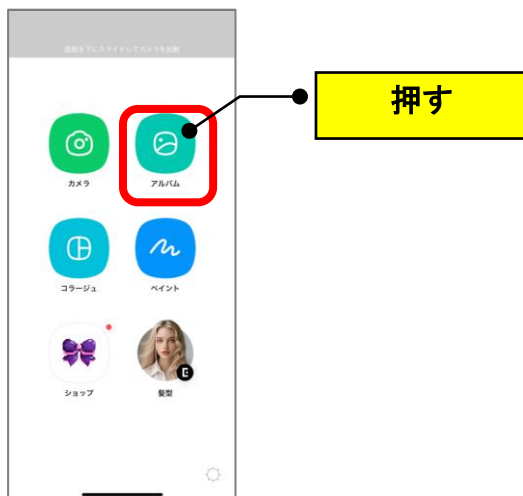 画面を下にスライドしてカメラを起動
押す
カメラ
アルバム
コラージュ
ペイント
ショップ
髪型